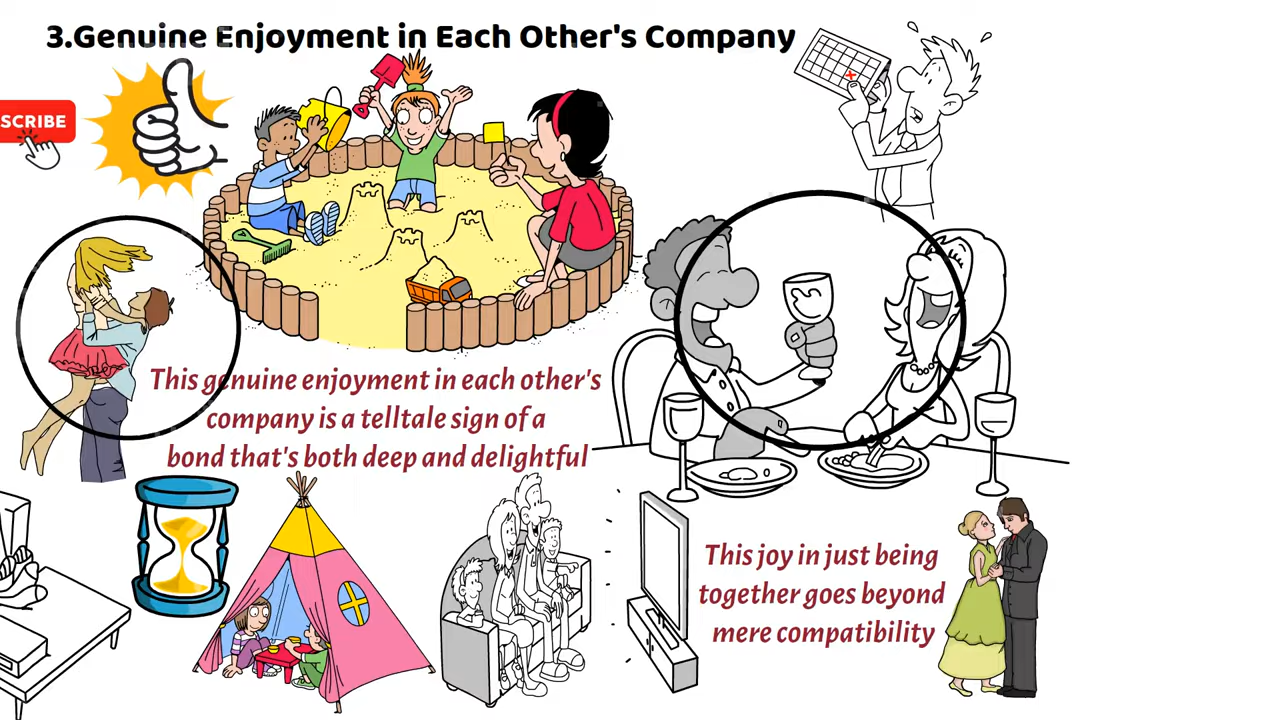 3.Genuine Enjoyment in Each Other's Company
SCRIBE
This genuine enjoyment in each other's
company is a telltale sign of a
bond that's both deep and delightful
This joy in just being
together goes beyond
mere compatibility